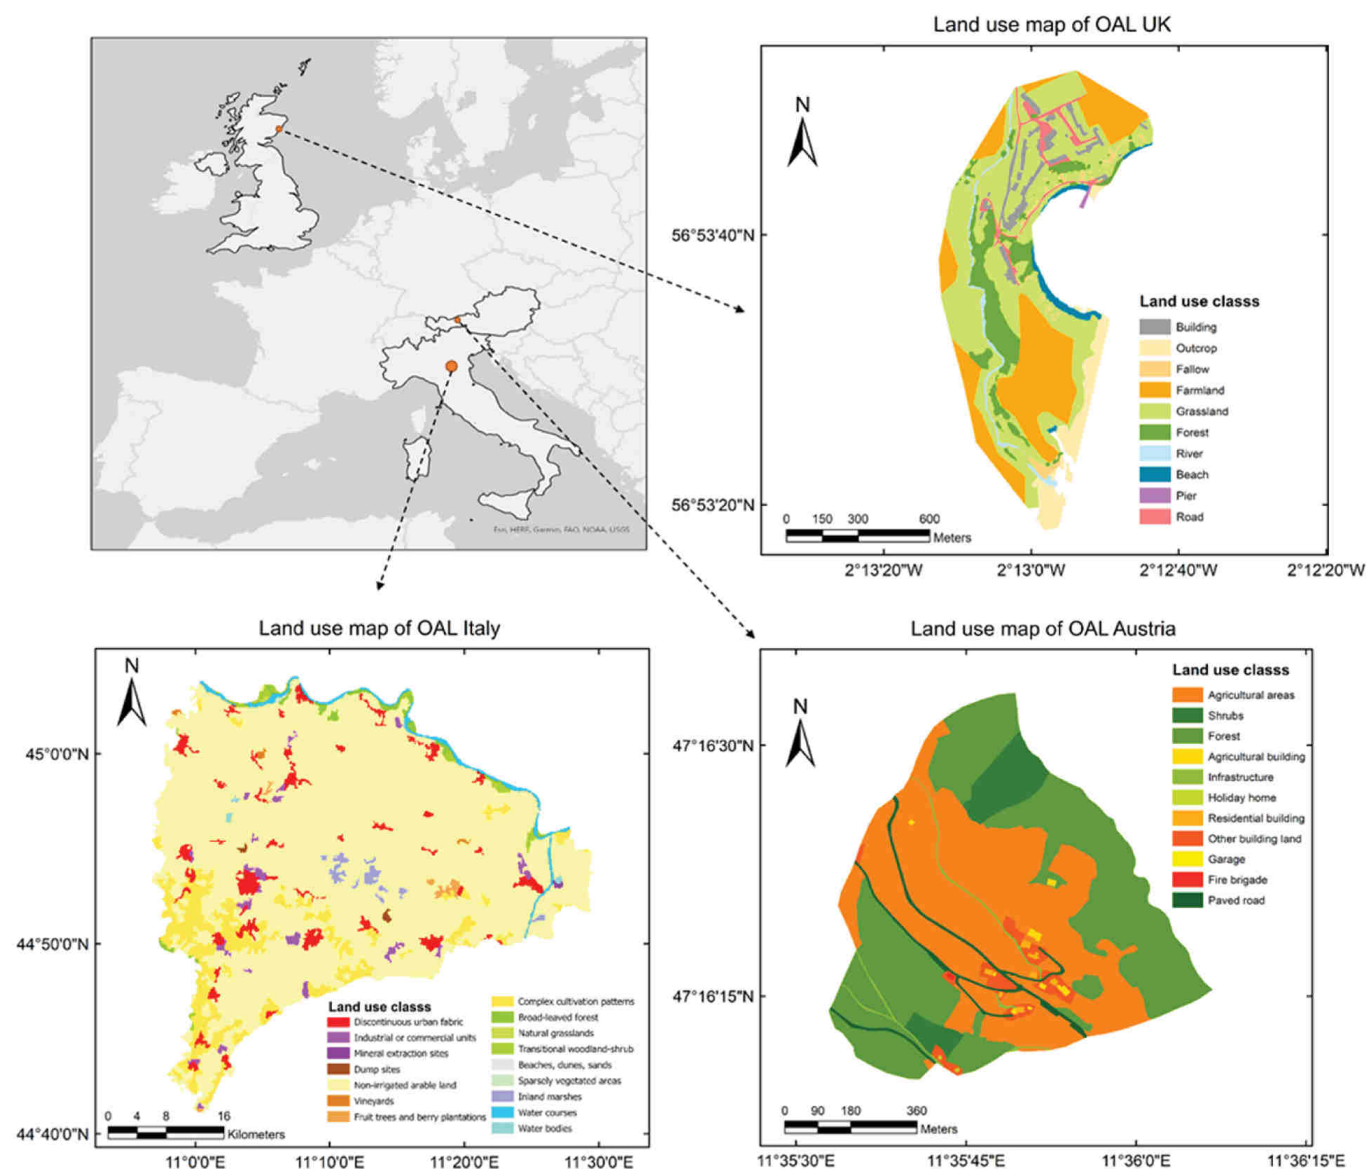 Land use map of OAL UK
N
56°53'40"N
56°53'20"N
Land use classs
Building
Outcrop
Fallow
Farmland
Grassland
Forest
River
Beach
Pier
Road
0 150 300 600
Meters
2°13'20"W 2°13'0"W 2°12'40"W 2°12'20"W
Esri, HERE, Garmin, FAO, NOAA, USGS
Land use map of OAL Italy
N
45°0'0"N
44°50'0"N
44°40'0"N
Land use classs
Discontinuous urban fabric
Industrial or commercial units
Mineral extraction sites
Dump sites
Non-irrigated arable land
Vineyards
Fruit trees and berry plantations
Complex cultivation patterns
Broad-leaved forest
Natural grasslands
Transitional woodland-shrub
Beaches, dunes, sands
Sparsely vegetated areas
Inland marshes
Water courses
Water bodies
0 4 8 16
Kilometers
11°0'0"E 11°10'0"E 11°20'0"E 11°30'0"E
Land use map of OAL Austria
N
47°16'30"N
47°16'15"N
Land use classs
Agricultural areas
Shrubs
Forest
Agricultural building
Infrastructure
Holiday home
Residential building
Other building land
Garage
Fire brigade
Paved road
0 90 180 360
Meters
11°35'30"E 11°35'45"E 11°36'0"E 11°36'15"E